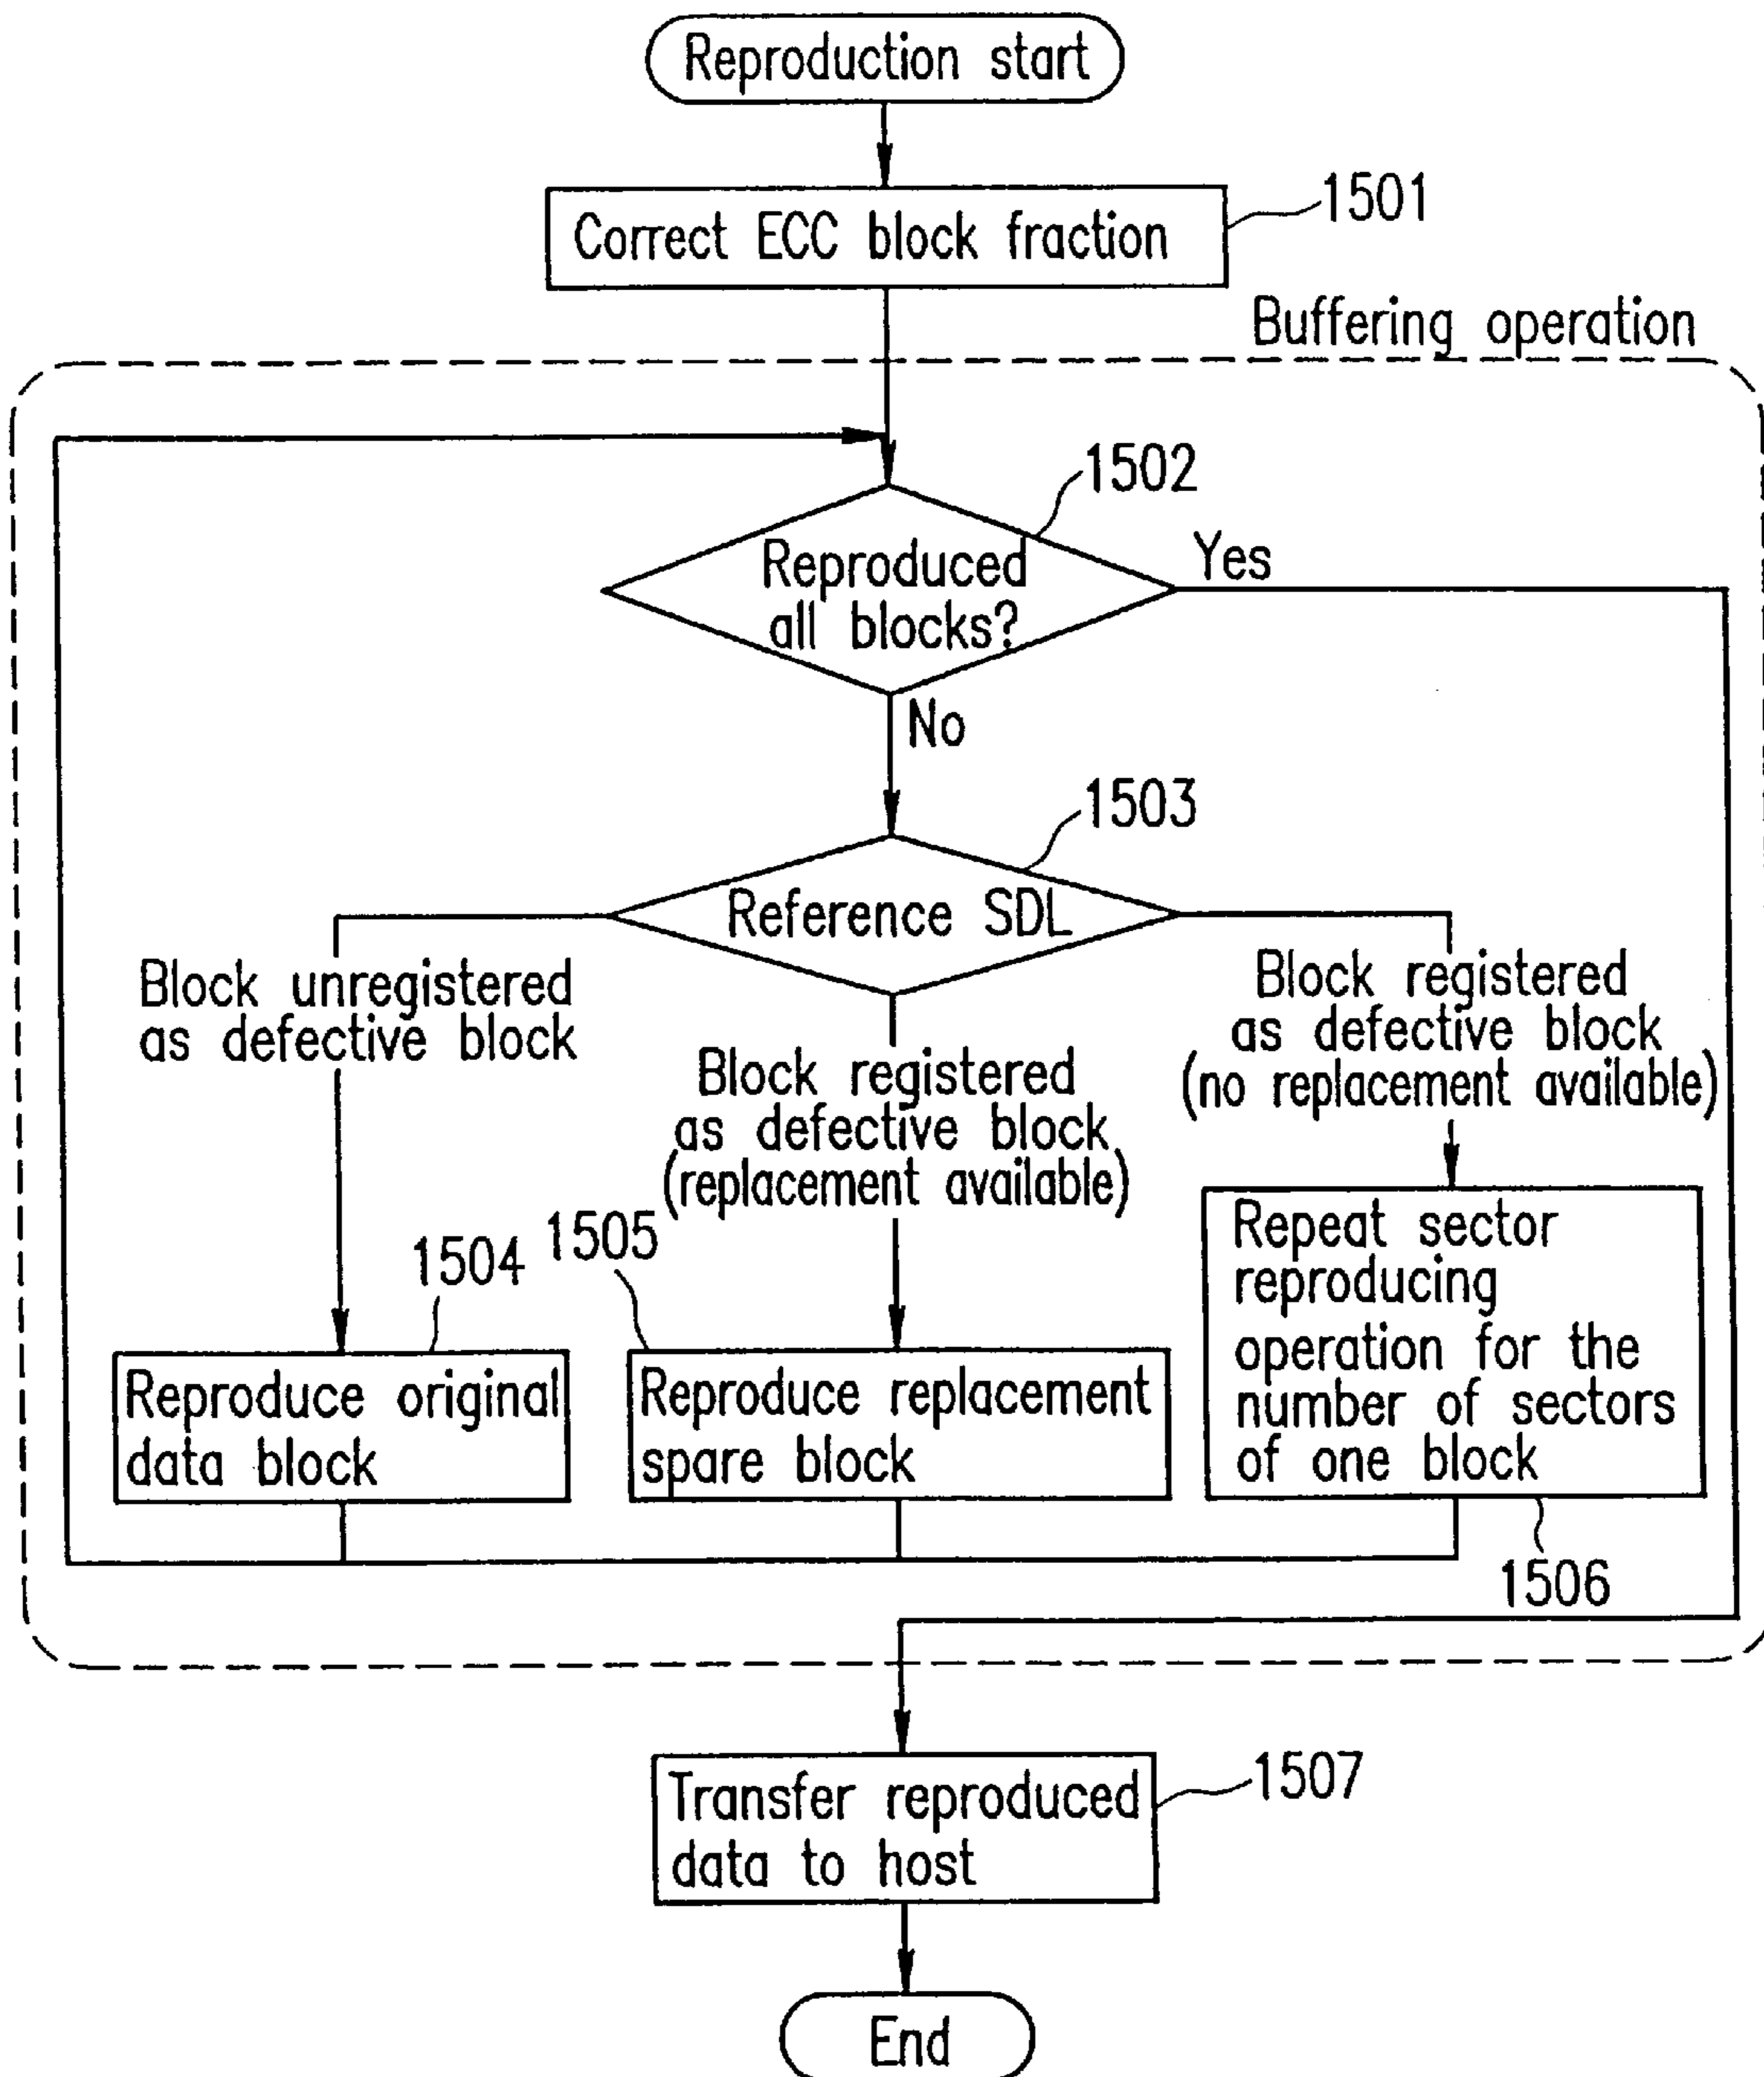 Reproduction start
Correct ECC block fraction
1501
Buffering operation
1502
Reproduced
all blocks?
Yes
No
1503
Reference SDL
Block unregistered
as defective block
Block registered
as defective block
(replacement available)
Block registered
as defective block
(no replacement available)
1504
Reproduce original
data block
1505
Reproduce replacement
spare block
Repeat sector
reproducing
operation for the
number of sectors
of one block
1506
Transfer reproduced
data to host
1507
End